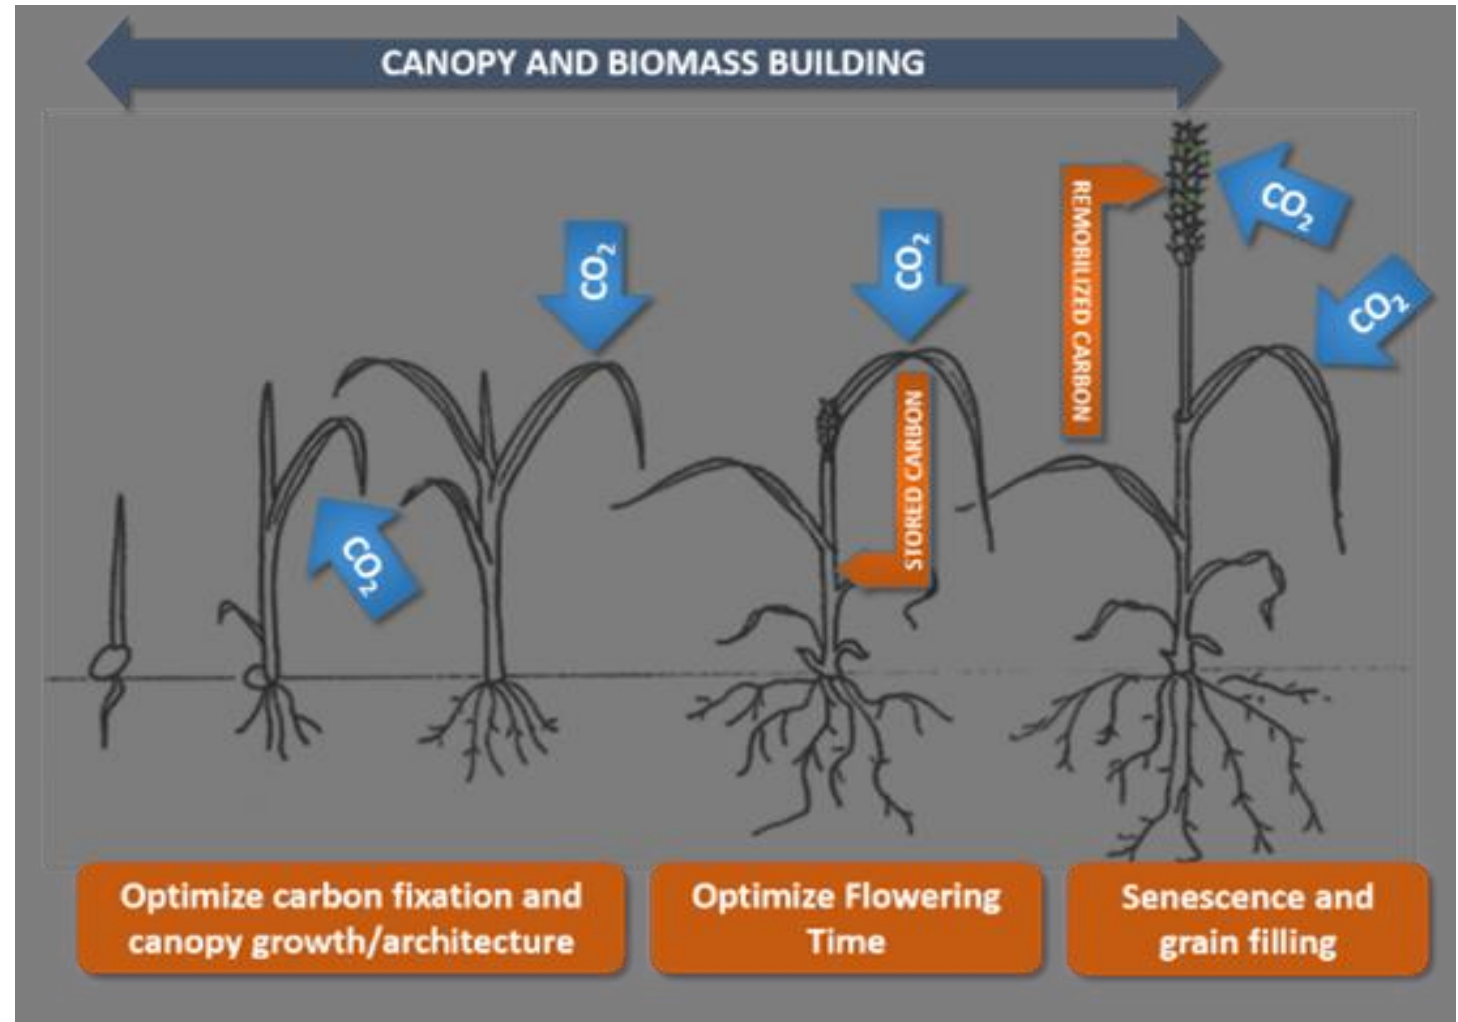 CANOPY AND BIOMASS BUILDING
CO2
CO2
CO2
STORED CARBON
REMOBILIZED CARBON
CO2
CO2
Optimize carbon fixation and
canopy growth/architecture
Optimize Flowering
Time
Senescence and
grain filling